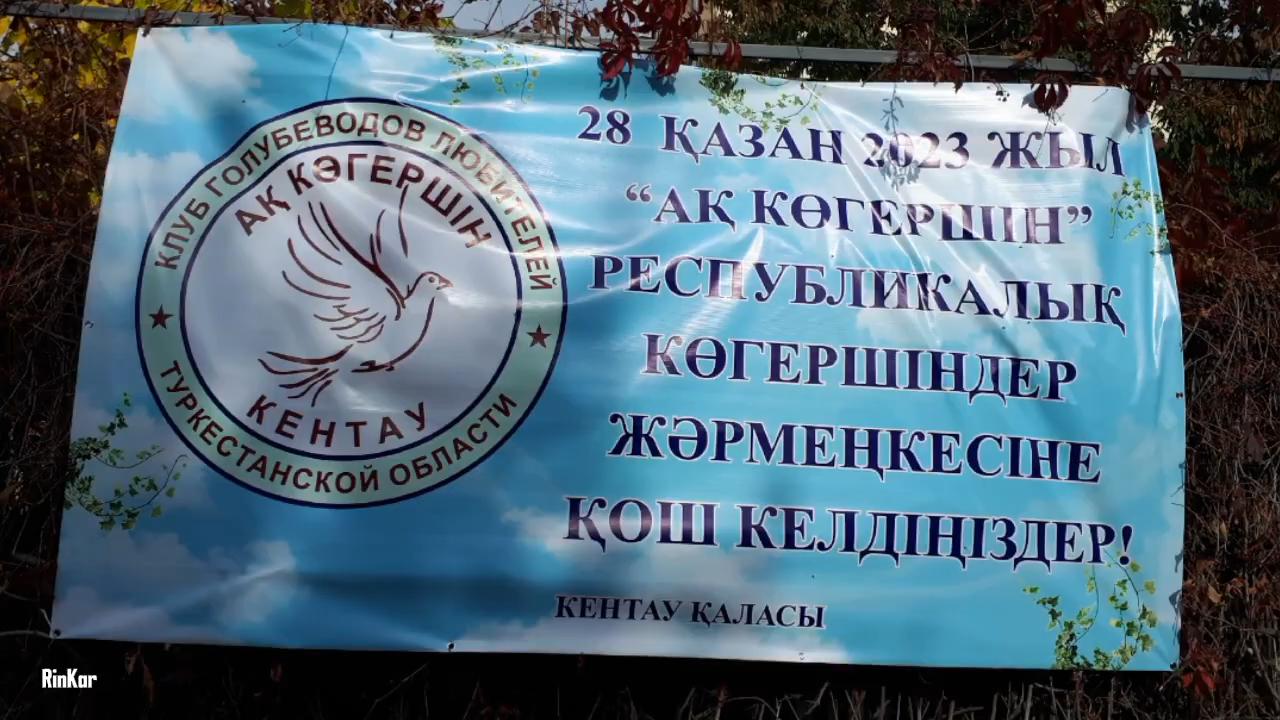 КЛУБ ГОЛУБЕВОДОВ ЛЮБИТЕЛЕЙ
АҚ КӨГЕРШІН
КЕНТАУ
ТУРКЕСТАНСКОЙ ОБЛАСТИ
28 ҚАЗАН 2023 ЖЫЛ
“АҚ КӨГЕРШІН”
РЕСПУБЛИКАЛЫҚ
КӨГЕРШІНДЕР
ЖӘРМЕҢКЕСІНЕ
ҚОШ КЕЛДІҢІЗДЕР!
КЕНТАУ ҚАЛАСЫ
RinKar